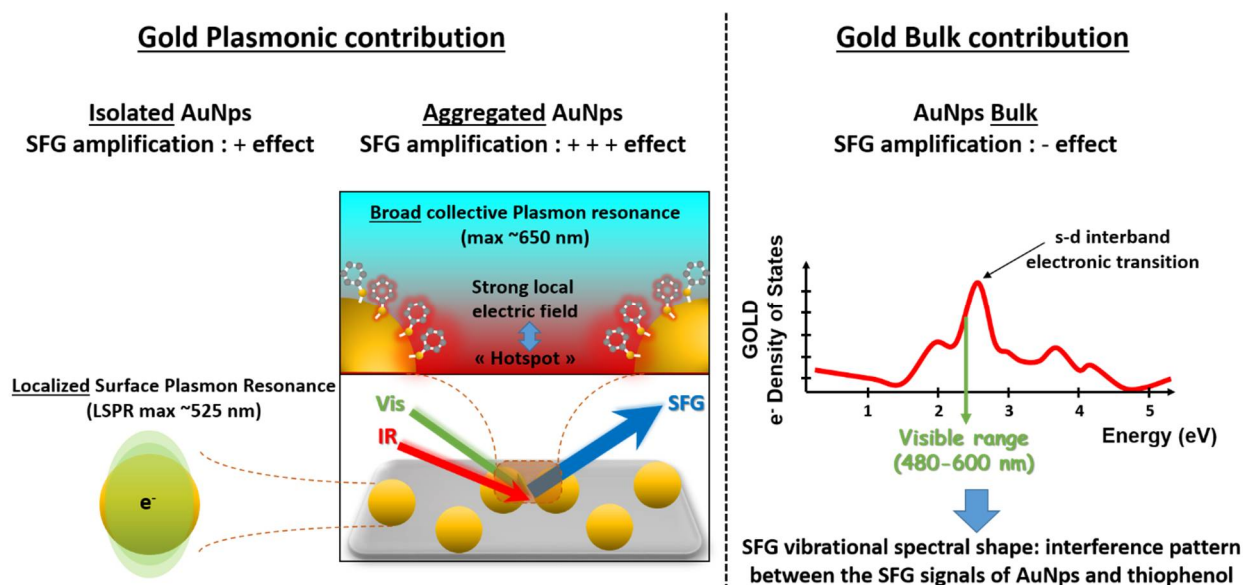 Gold Plasmonic contribution
Isolated AuNps
SFG amplification : + effect
Aggregated AuNps
SFG amplification : + + + effect
Broad collective Plasmon resonance
(max ~650 nm)
Strong local
electric field
« Hotspot »
Localized Surface Plasmon Resonance
(LSPR max ~525 nm)
e-
Vis
IR
SFG
Gold Bulk contribution
AuNps Bulk
SFG amplification : - effect
s-d interband
electronic transition
GOLD
e- Density of States
1 2 3 4 5
Energy (eV)
Visible range
(480-600 nm)
SFG vibrational spectral shape: interference pattern
between the SFG signals of AuNps and thiophenol